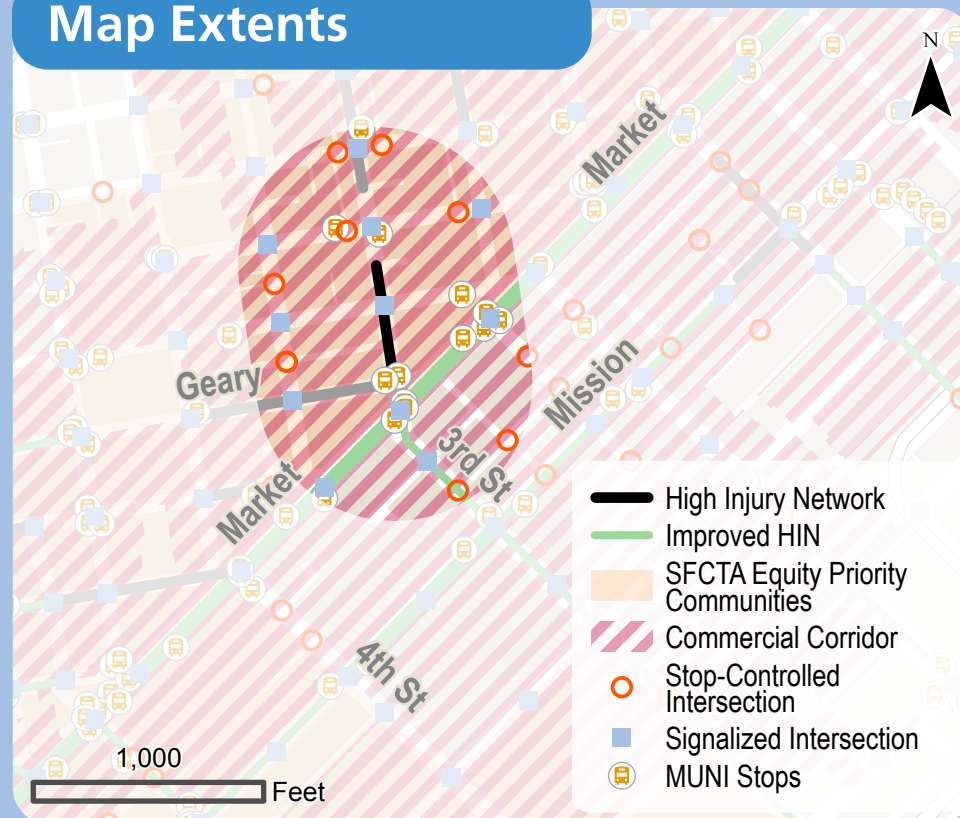 Map Extents
N
Market
Geary
Mission
3rd St
Market
4th St
High Injury Network
Improved HIN
SFCTA Equity Priority
Communities
Commercial Corridor
Stop-Controlled
Intersection
Signalized Intersection
MUNI Stops
1,000
Feet